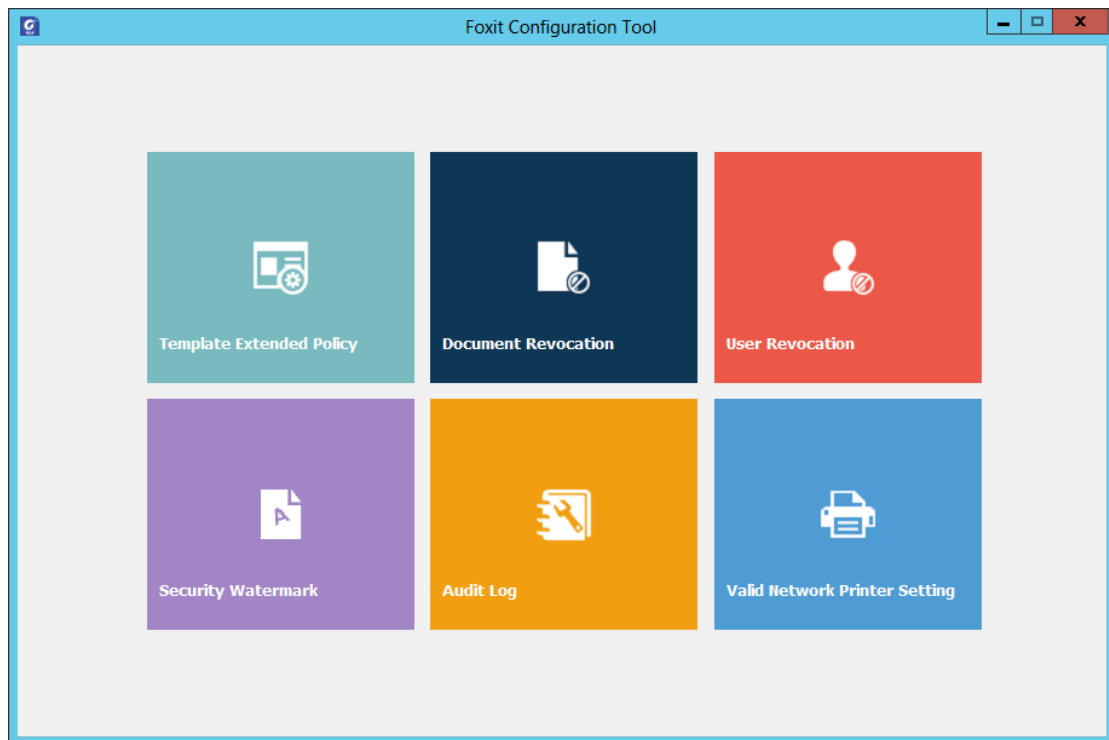 Foxit Configuration Tool
Template Extended Policy
Document Revocation
User Revocation
Security Watermark
Audit Log
Valid Network Printer Setting